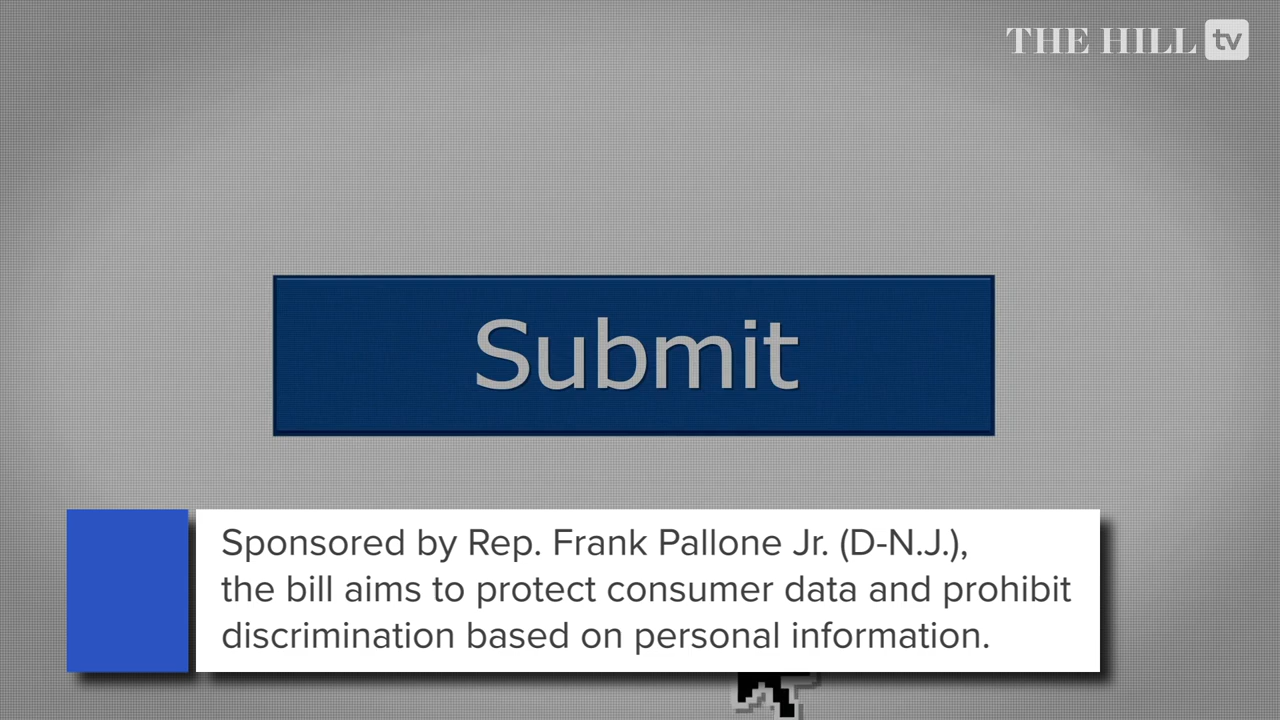 THE HILL tv
Submit
Sponsored by Rep. Frank Pallone Jr. (D-N.J.),
the bill aims to protect consumer data and prohibit
discrimination based on personal information.